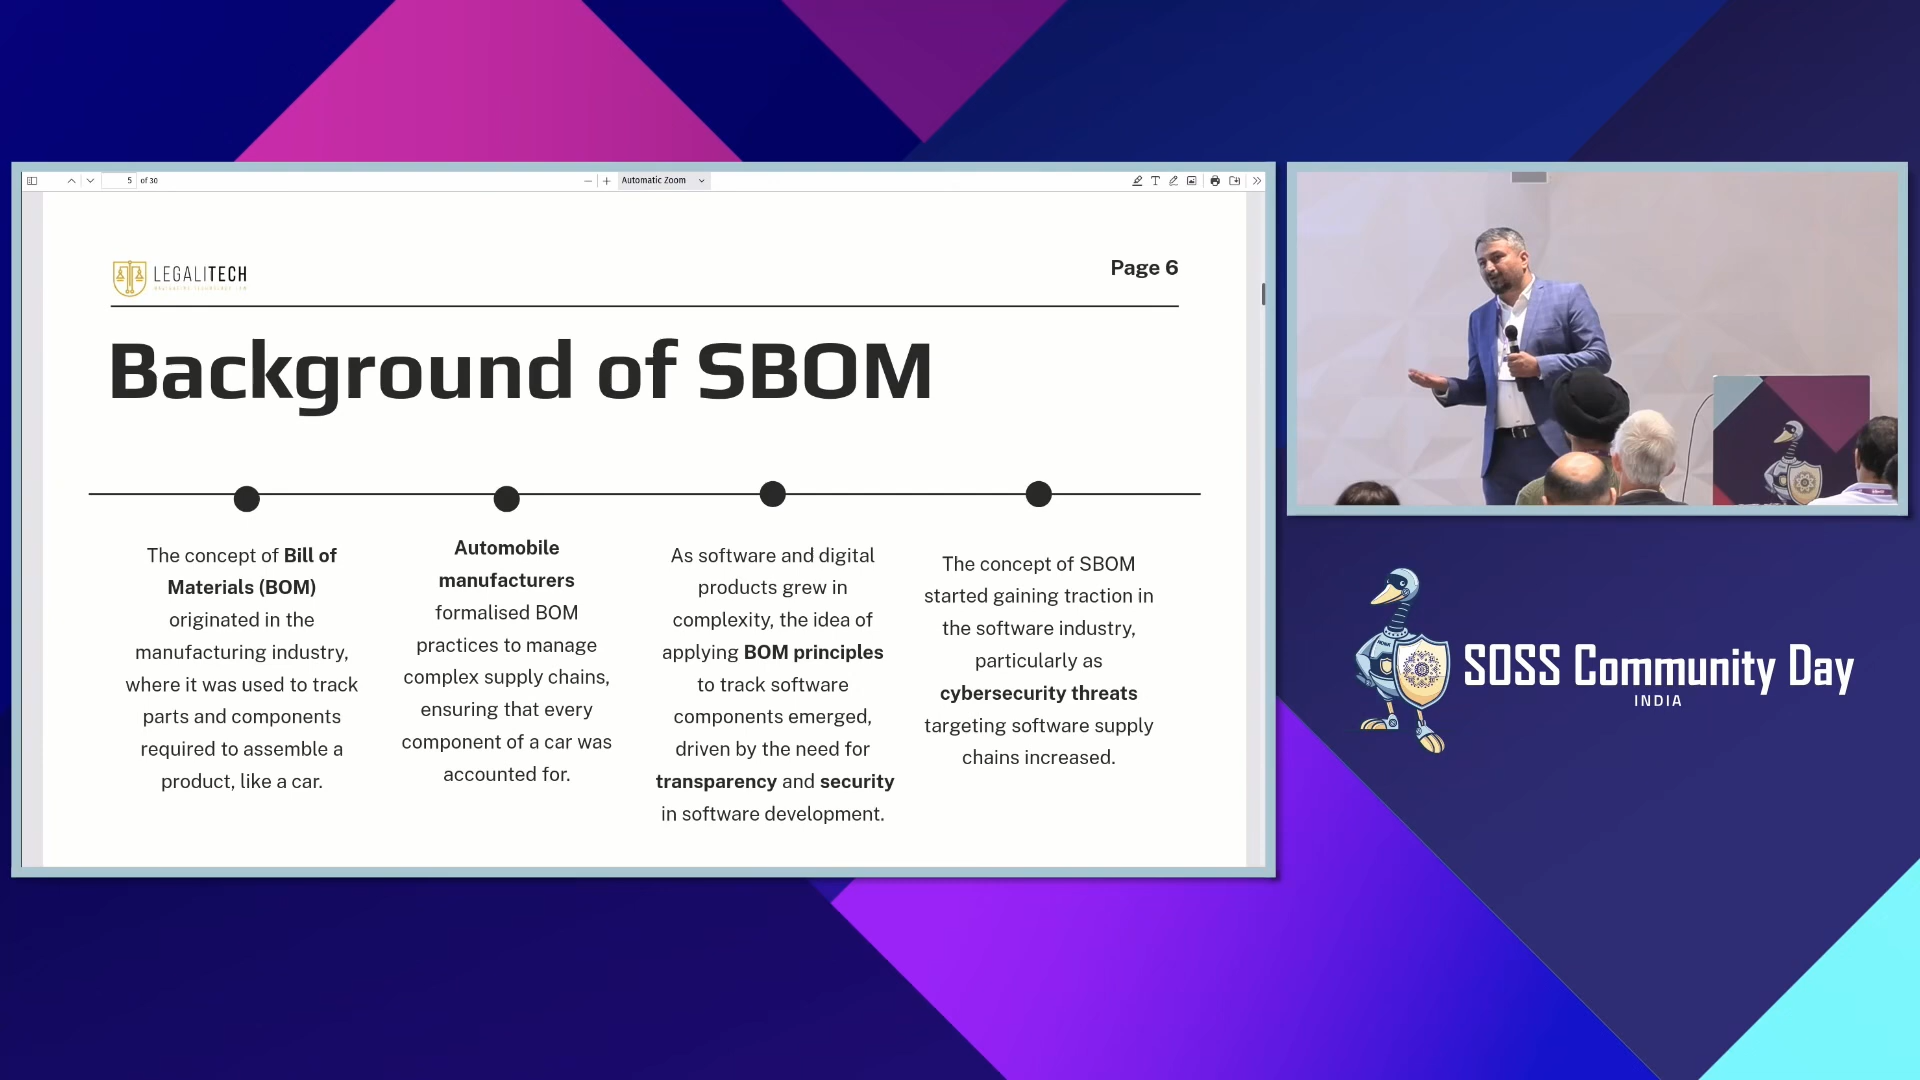 5 of 30
Automatic Zoom
LEGALITECH
Page 6
Background of SBOM
The concept of Bill of
Materials (BOM)
originated in the
manufacturing industry,
where it was used to track
parts and components
required to assemble a
product, like a car.
Automobile
manufacturers
formalised BOM
practices to manage
complex supply chains,
ensuring that every
component of a car was
accounted for.
As software and digital
products grew in
complexity, the idea of
applying BOM principles
to track software
components emerged,
driven by the need for
transparency and security
in software development.
The concept of SBOM
started gaining traction in
the software industry,
particularly as
cybersecurity threats
targeting software supply
chains increased.
SOSS Community Day
INDIA